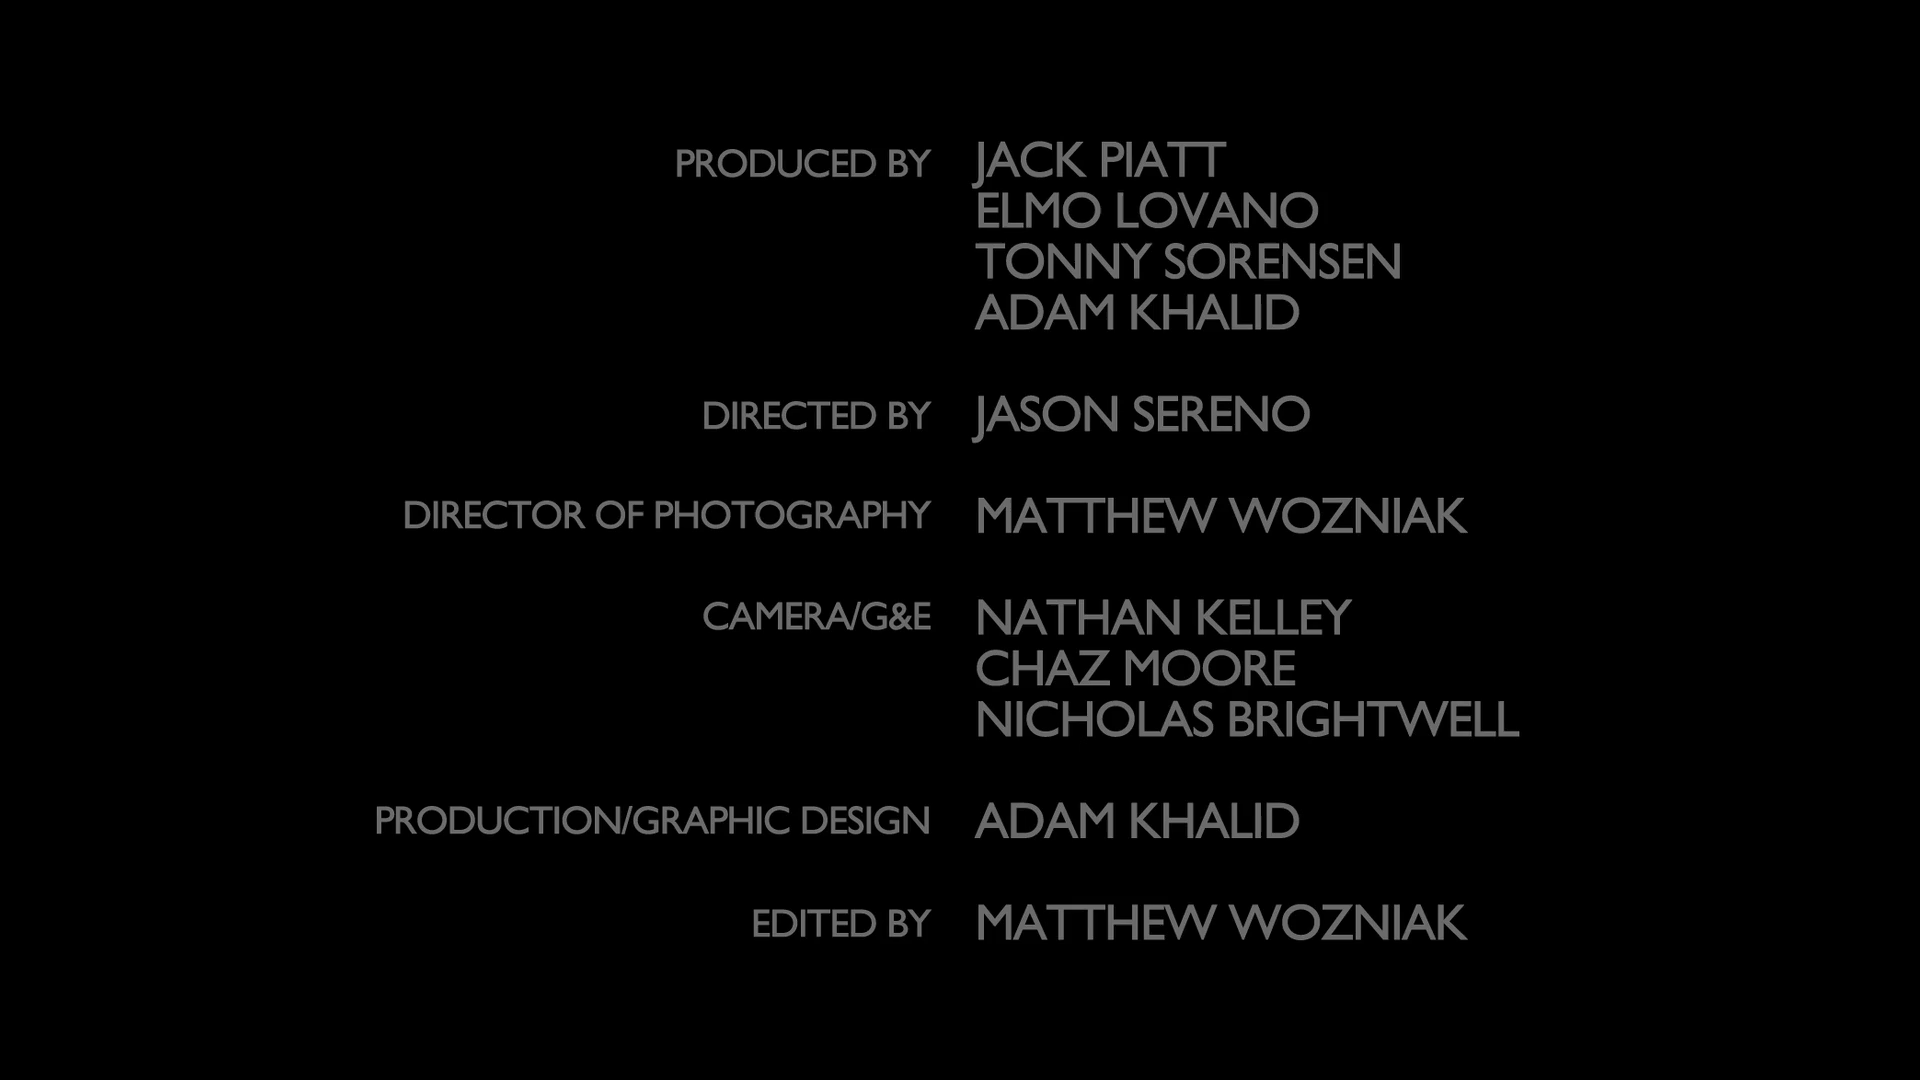 PRODUCED BY JACK PIATT
ELMO LOVANO
TONNY SORENSEN
ADAM KHALID
DIRECTED BY JASON SERENO
DIRECTOR OF PHOTOGRAPHY MATTHEW WOZNIAK
CAMERA/G&E NATHAN KELLEY
CHAZ MOORE
NICHOLAS BRIGHTWELL
PRODUCTION/GRAPHIC DESIGN ADAM KHALID
EDITED BY MATTHEW WOZNIAK